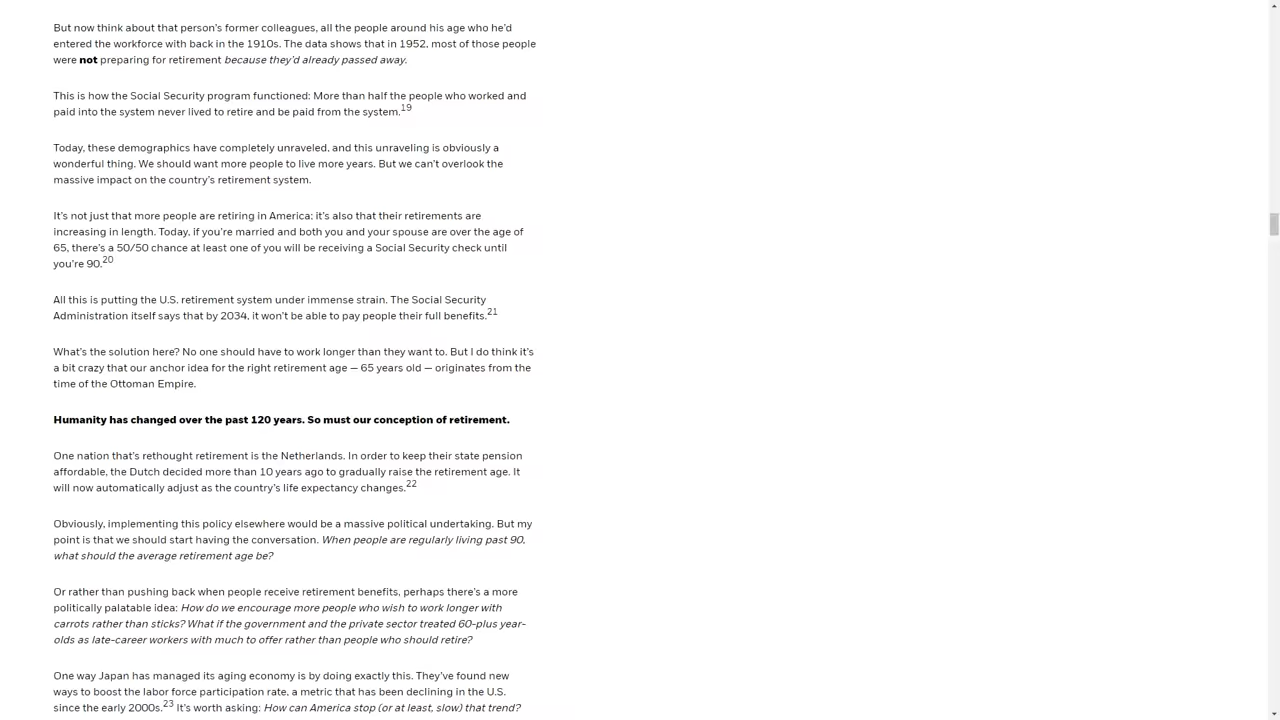 But now think about that person's former colleagues, all the people around his age who he'd
entered the workforce with back in the 1910s. The data shows that in 1952, most of those people
were not preparing for retirement because they'd already passed away.
This is how the Social Security program functioned: More than half the people who worked and
paid into the system never lived to retire and be paid from the system.19
Today, these demographics have completely unraveled, and this unraveling is obviously a
wonderful thing. We should want more people to live more years. But we can't overlook the
massive impact on the country's retirement system.
It's not just that more people are retiring in America; it's also that their retirements are
increasing in length. Today, if you're married and both you and your spouse are over the age of
65, there's a 50/50 chance at least one of you will be receiving a Social Security check until
you're 90.20
All this is putting the U.S. retirement system under immense strain. The Social Security
Administration itself says that by 2034, it won't be able to pay people their full benefits.21
What's the solution here? No one should have to work longer than they want to. But I do think it's
a bit crazy that our anchor idea for the right retirement age — 65 years old — originates from the
time of the Ottoman Empire.
Humanity has changed over the past 120 years. So must our conception of retirement.
One nation that's rethought retirement is the Netherlands. In order to keep their state pension
affordable, the Dutch decided more than 10 years ago to gradually raise the retirement age. It
will now automatically adjust as the country's life expectancy changes.22
Obviously, implementing this policy elsewhere would be a massive political undertaking. But my
point is that we should start having the conversation. When people are regularly living past 90,
what should the average retirement age be?
Or rather than pushing back when people receive retirement benefits, perhaps there's a more
politically palatable idea: How do we encourage more people who wish to work longer with
carrots rather than sticks? What if the government and the private sector treated 60-plus year-
olds as late-career workers with much to offer rather than people who should retire?
One way Japan has managed its aging economy is by doing exactly this. They've found new
ways to boost the labor force participation rate, a metric that has been declining in the U.S.
since the early 2000s.23 It's worth asking: How can America stop (or at least, slow) that trend?